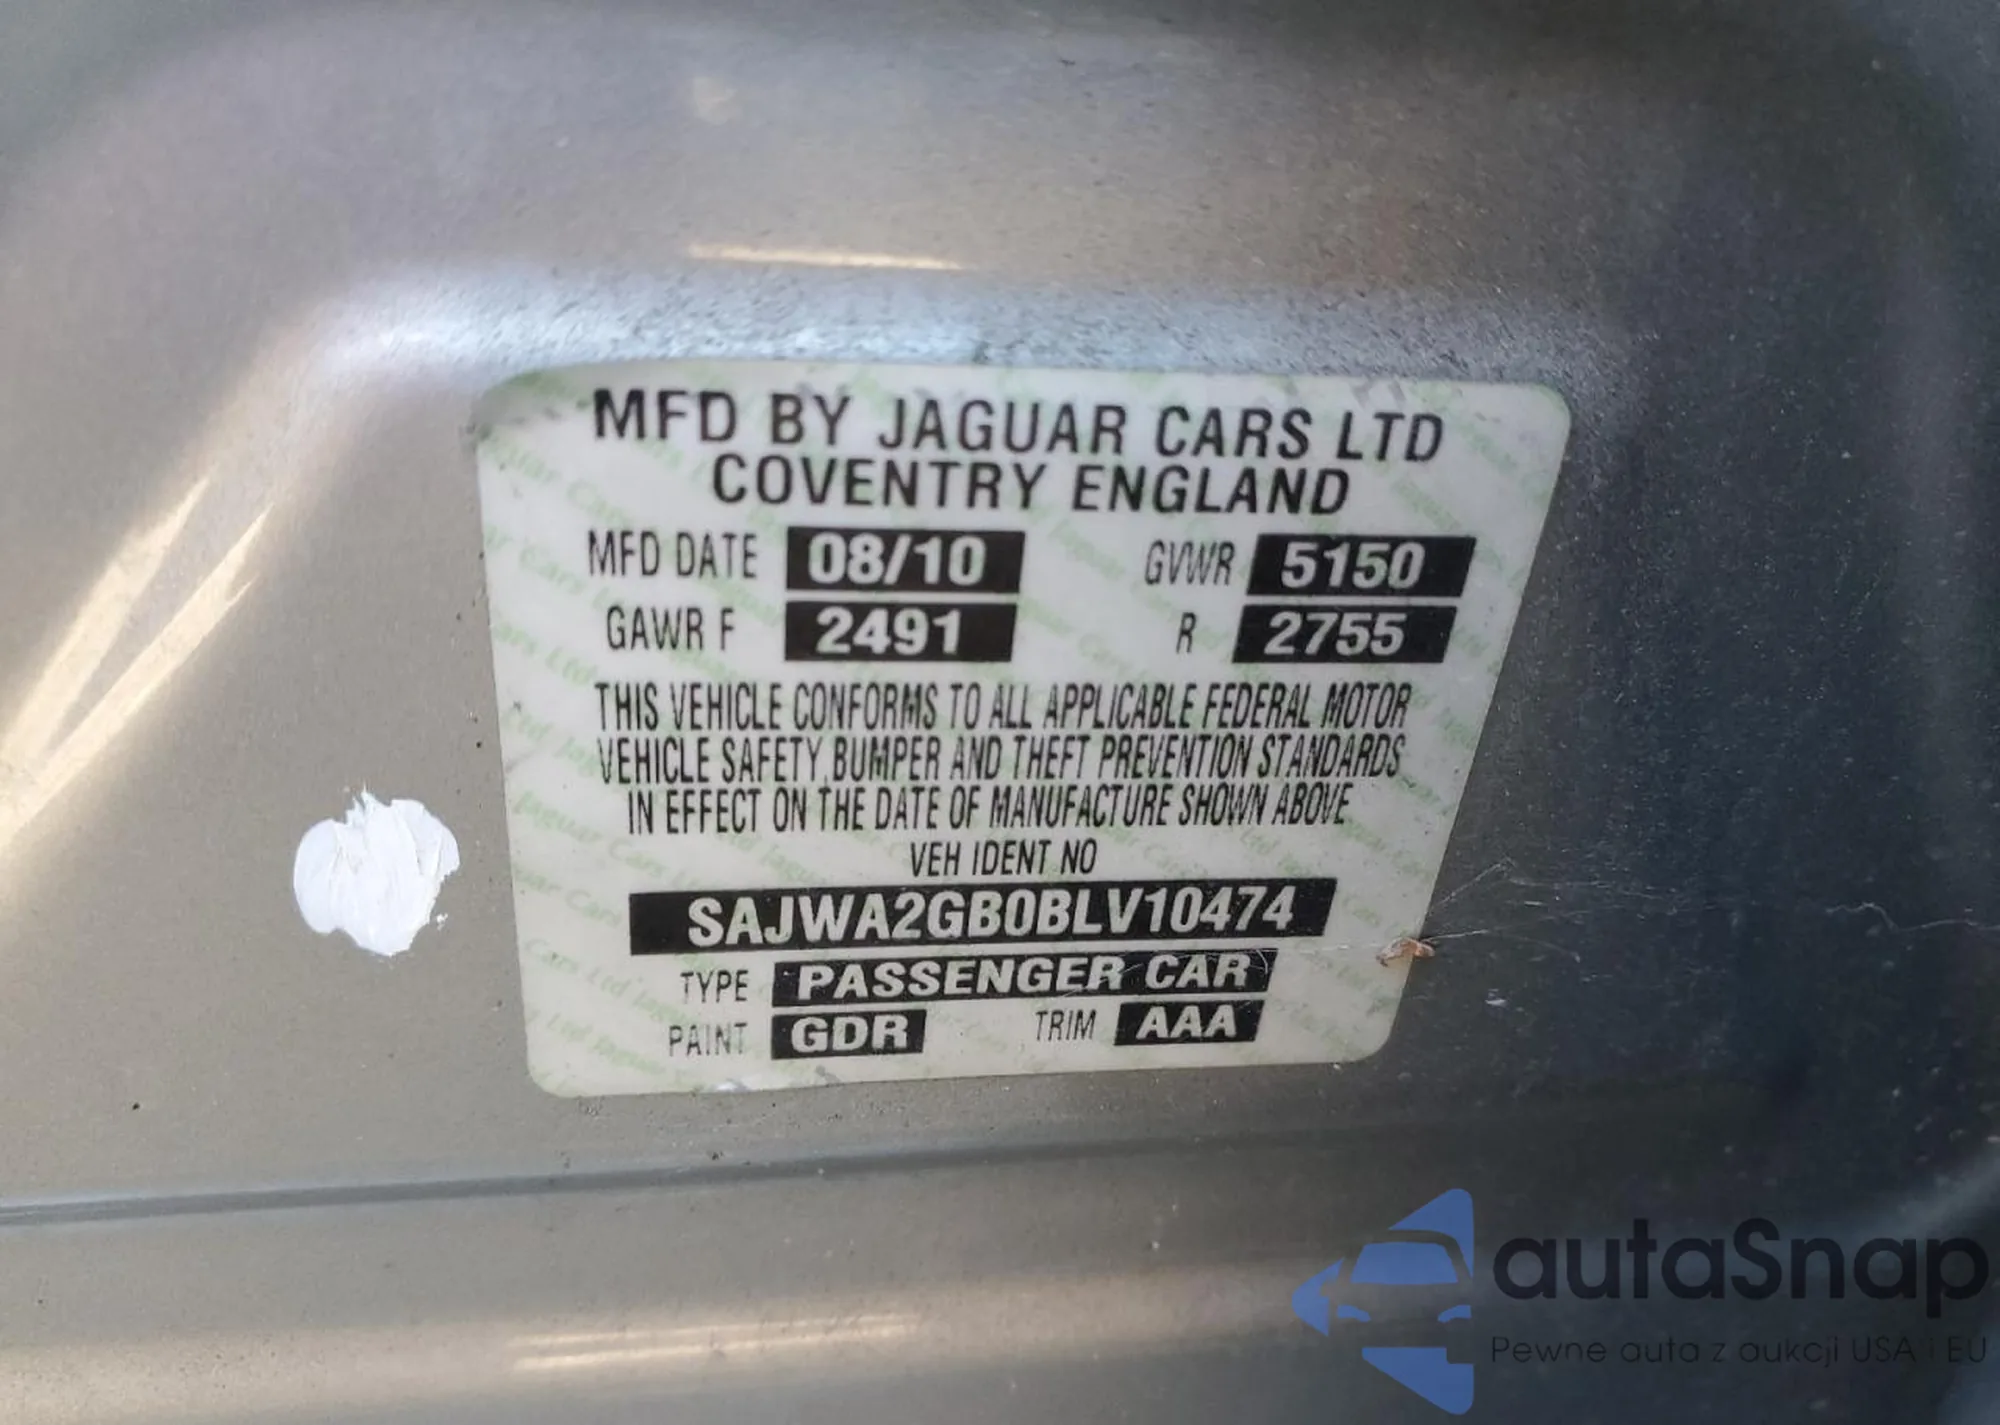 MFD BY JAGUAR CARS LTD
COVENTRY ENGLAND
MFD DATE 08/10 GVWR 5150
GAWR F 2491 R 2755
THIS VEHICLE CONFORMS TO ALL APPLICABLE FEDERAL MOTOR
VEHICLE SAFETY, BUMPER AND THEFT PREVENTION STANDARDS
IN EFFECT ON THE DATE OF MANUFACTURE SHOWN ABOVE
VEH IDENT NO
SAJWA2GB0BLV10474
TYPE PASSENGER CAR
PAINT GDR TRIM AAA
autaSnap
Pewne auta z aukcji USA i EU